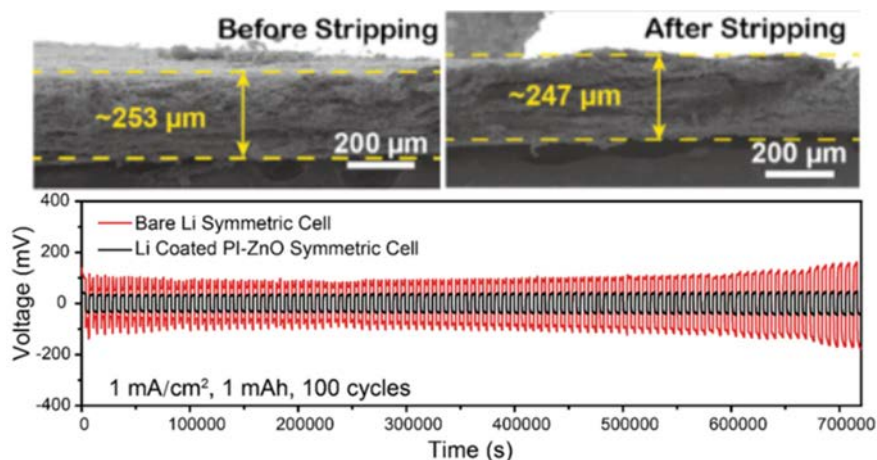 Before Stripping
~253 µm
200 µm
After Stripping
~247 µm
200 µm
400
200
0
-200
-400
Voltage (mV)
Bare Li Symmetric Cell
Li Coated PI-ZnO Symmetric Cell
1 mA/cm², 1 mAh, 100 cycles
0 100000 200000 300000 400000 500000 600000 700000
Time (s)